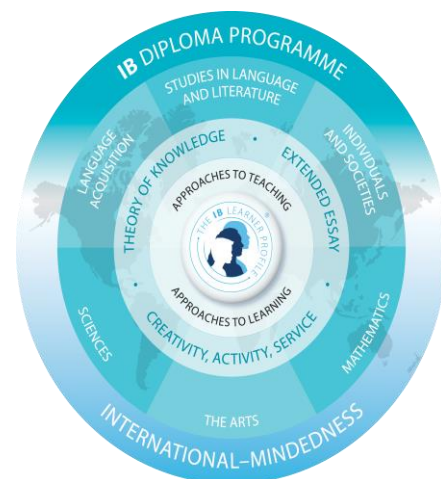 IB DIPLOMA PROGRAMME
STUDIES IN LANGUAGE
AND LITERATURE
LANGUAGE
ACQUISITION
INDIVIDUALS
AND SOCIETIES
THEORY OF KNOWLEDGE
•
EXTENDED ESSAY
APPROACHES TO TEACHING
THE IB LEARNER PROFILE
®
APPROACHES TO LEARNING
•
CREATIVITY, ACTIVITY, SERVICE
•
SCIENCES
MATHEMATICS
THE ARTS
INTERNATIONAL–MINDEDNESS